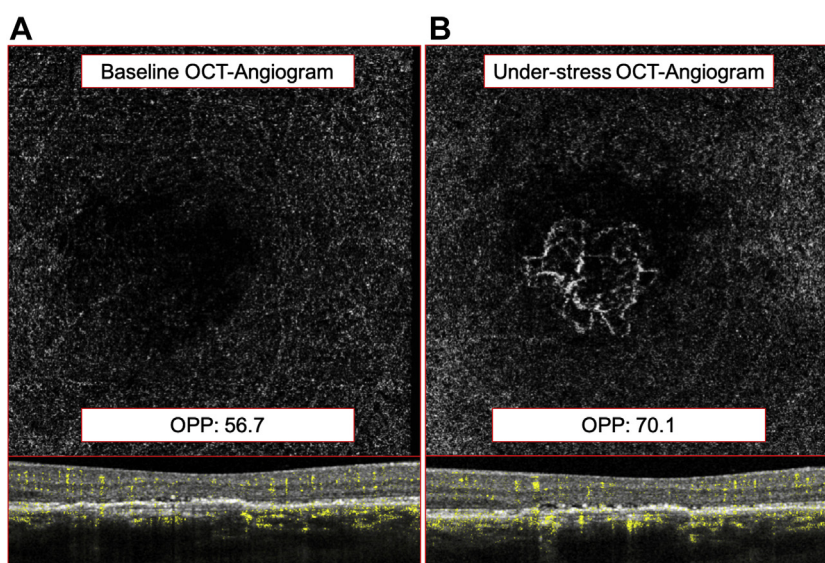 A
B
Baseline OCT-Angiogram
Under-stress OCT-Angiogram
OPP: 56.7
OPP: 70.1